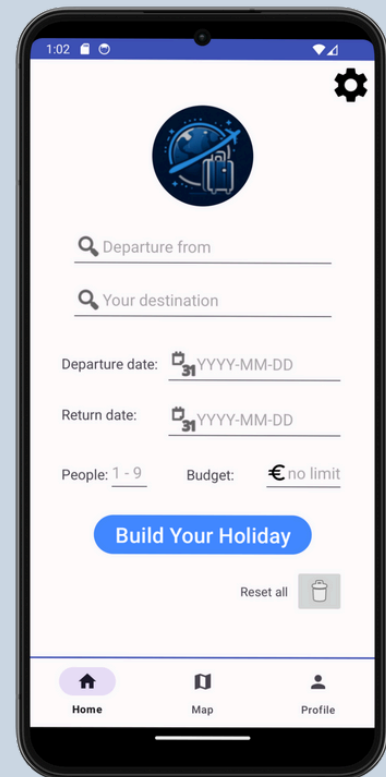 1:02
Departure from
Your destination
Departure date: 31 YYYY-MM-DD
Return date: 31 YYYY-MM-DD
People: 1 - 9 Budget: € no limit
Build Your Holiday
Reset all
Home Map Profile